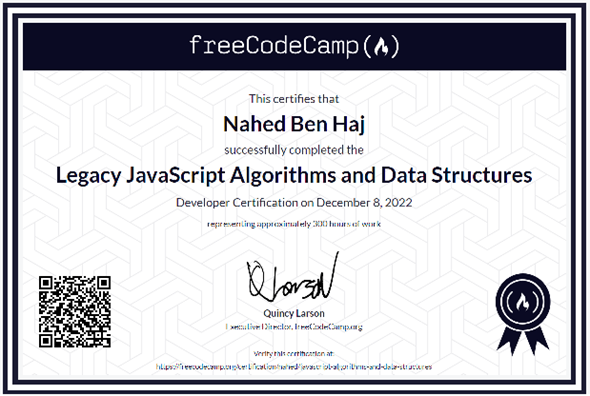 freeCodeCamp(🔥)
This certifies that
Nahed Ben Haj
successfully completed the
Legacy JavaScript Algorithms and Data Structures
Developer Certification on December 8, 2022
representing approximately 300 hours of work
QLarson
Quincy Larson
Executive Director, freeCodeCamp.org
Verify this certification at:
https://freecodecamp.org/certification/nahed/javascript-algorithms-and-data-structures